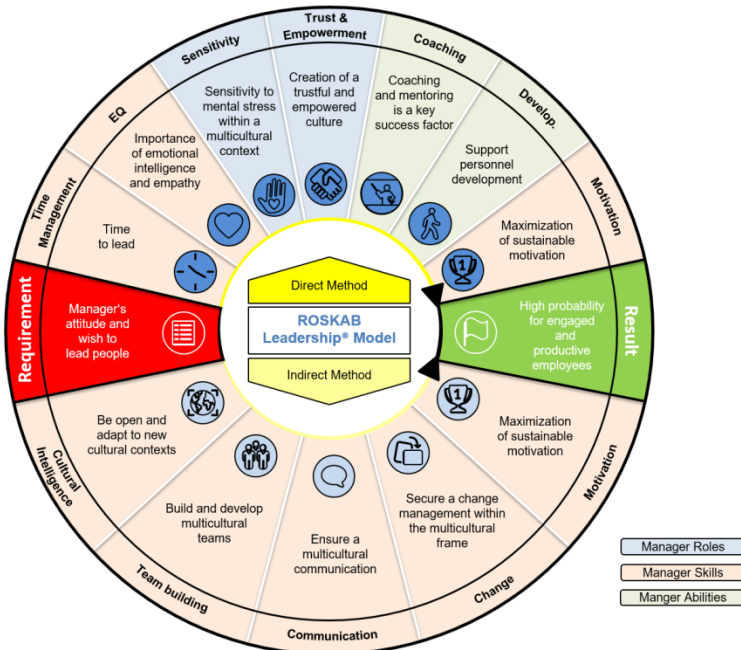 Trust &
Empowerment
Creation of a
trustful and
empowered
culture
Coaching
Coaching
and mentoring
is a key
success factor
Develop.
Support
personnel
development
Motivation
Maximization
of sustainable
motivation
1
Result
High probability
for engaged
and
productive
employees
Motivation
Maximization
of sustainable
motivation
1
Change
Secure a change
management within
the multicultural
frame
Communication
Ensure a
multicultural
communication
Team building
Build and develop
multicultural
teams
Cultural
Intelligence
Be open and
adapt to new
cultural contexts
Requirement
Manager's
attitude and
wish to
lead people
Time
Management
Time
to lead
EQ
Importance
of emotional
intelligence
and empathy
Sensitivity
Sensitivity to
mental stress
within a
multicultural
context
Direct Method
ROSKAB
Leadership® Model
Indirect Method
Manager Roles
Manager Skills
Manger Abilities